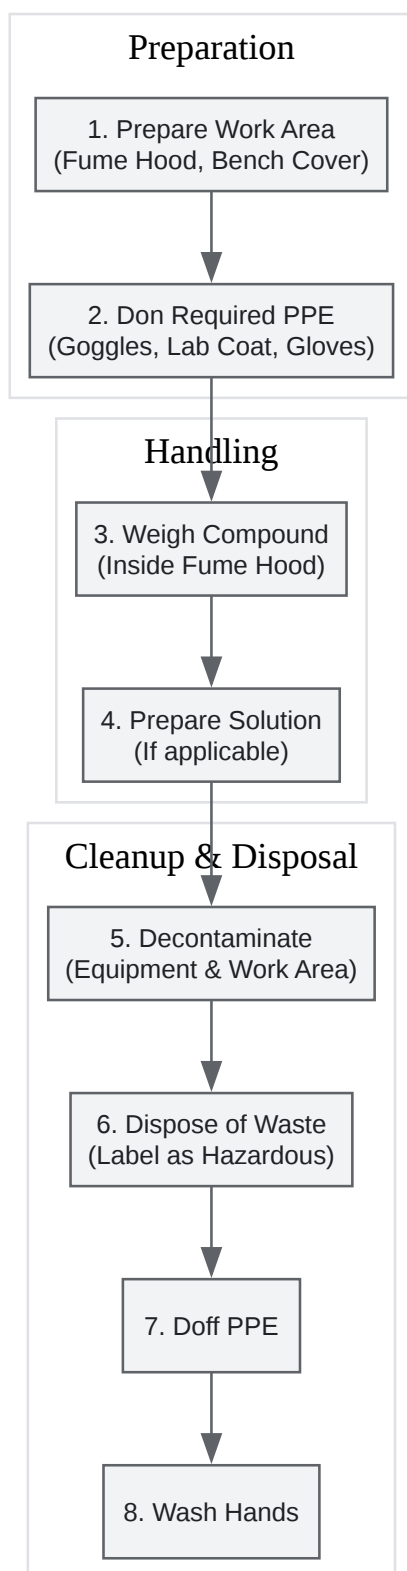 Preparation
1. Prepare Work Area
(Fume Hood, Bench Cover)
2. Don Required PPE
(Goggles, Lab Coat, Gloves)
Handling
3. Weigh Compound
(Inside Fume Hood)
4. Prepare Solution
(If applicable)
Cleanup & Disposal
5. Decontaminate
(Equipment & Work Area)
6. Dispose of Waste
(Label as Hazardous)
7. Doff PPE
8. Wash Hands